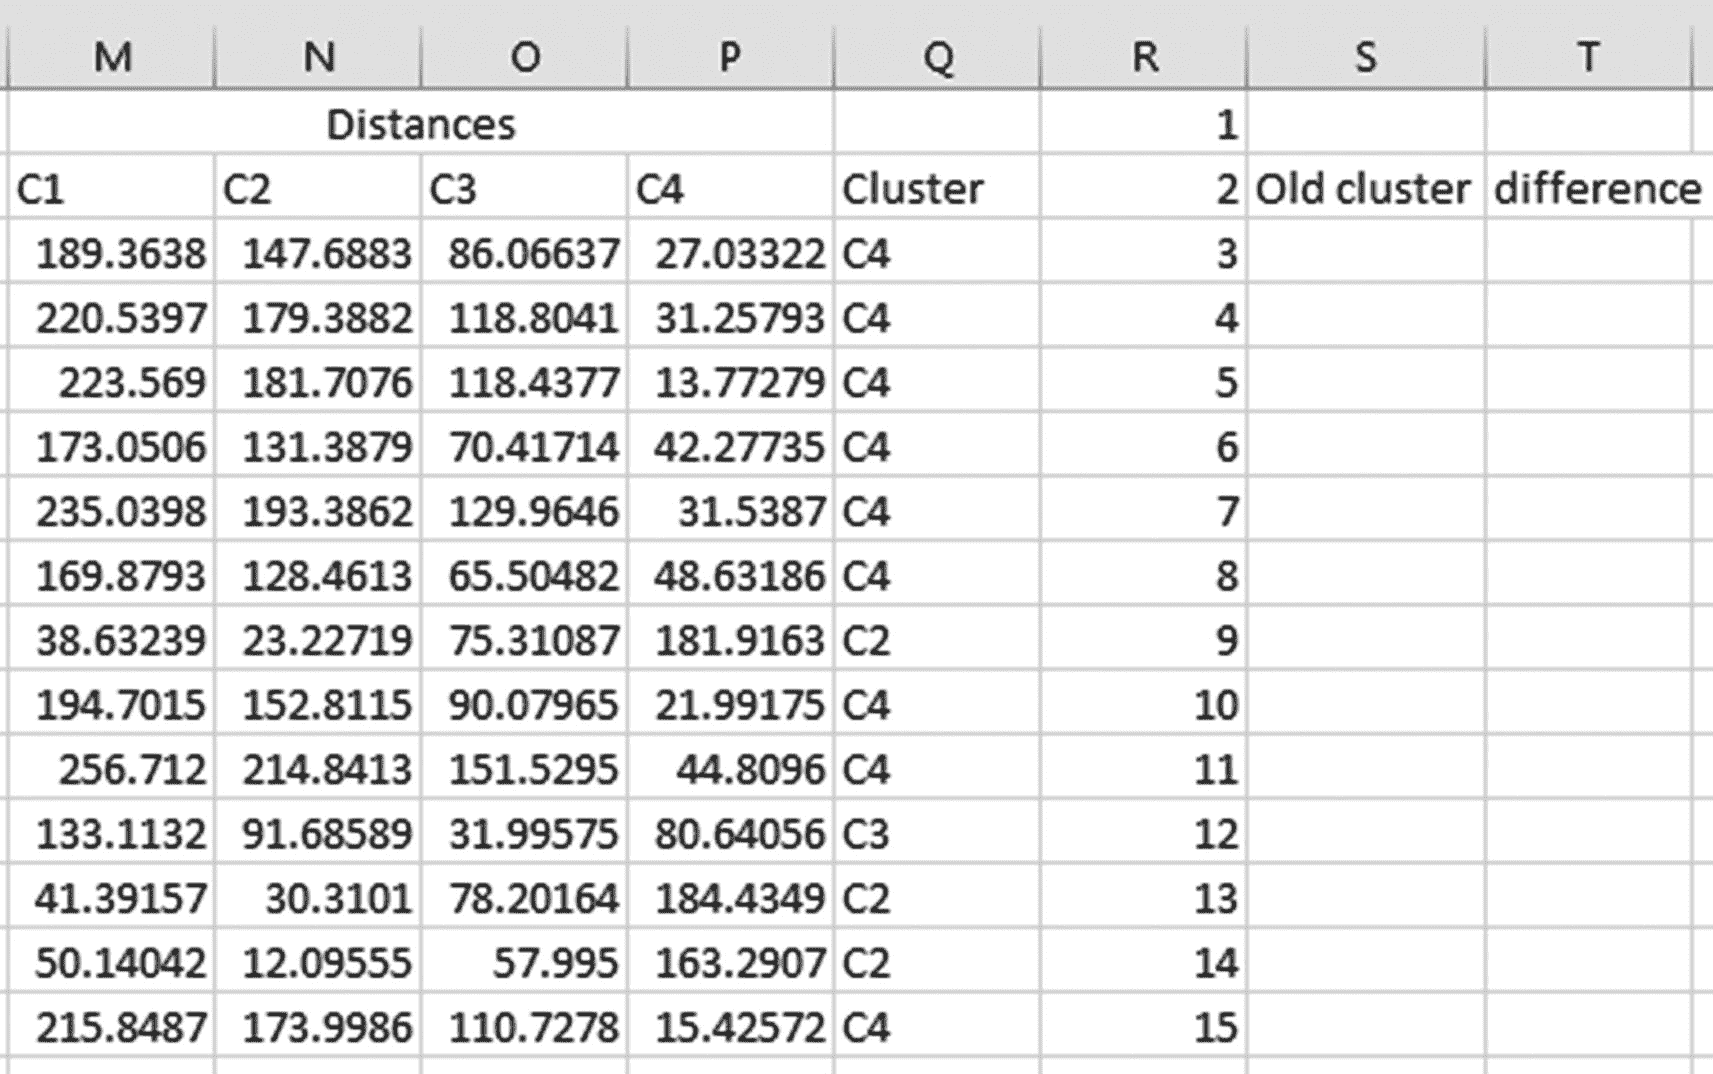 M N O P Q R S T
Distances 1
C1 C2 C3 C4 Cluster 2 Old cluster difference
189.3638 147.6883 86.06637 27.03322 C4 3
220.5397 179.3882 118.8041 31.25793 C4 4
223.569 181.7076 118.4377 13.77279 C4 5
173.0506 131.3879 70.41714 42.27735 C4 6
235.0398 193.3862 129.9646 31.5387 C4 7
169.8793 128.4613 65.50482 48.63186 C4 8
38.63239 23.22719 75.31087 181.9163 C2 9
194.7015 152.8115 90.07965 21.99175 C4 10
256.712 214.8413 151.5295 44.8096 C4 11
133.1132 91.68589 31.99575 80.64056 C3 12
41.39157 30.3101 78.20164 184.4349 C2 13
50.14042 12.09555 57.995 163.2907 C2 14
215.8487 173.9986 110.7278 15.42572 C4 15